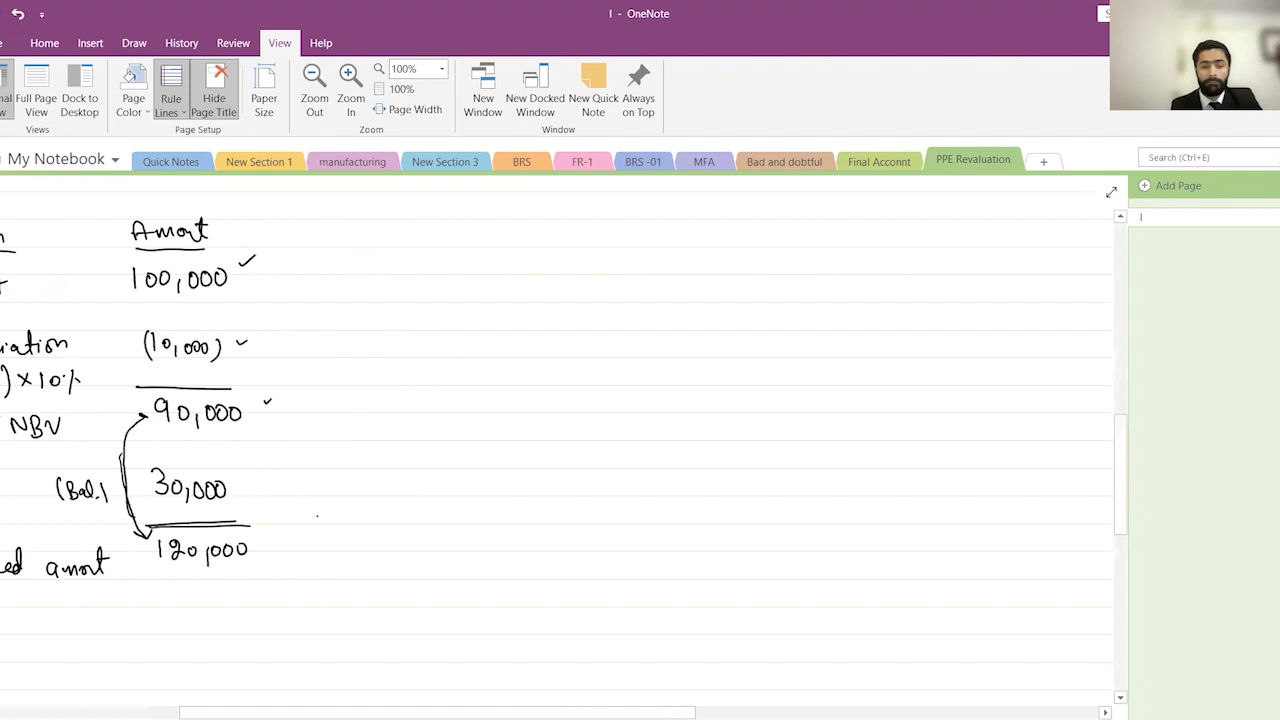 I - OneNote
Home Insert Draw History Review View Help
100%
Full Page View
Dock to Desktop
Page Color
Rule Lines
Hide Page Title
Paper Size
Zoom Out
Zoom In
100%
Page Width
New Window
New Docked Window
New Quick Note
Always on Top
Views Page Setup Zoom Window
My Notebook Quick Notes New Section 1 manufacturing New Section 3 BRS FR-1 BRS -01 MFA Bad and dobtful Final Acconnt PPE Revaluation + Search (Ctrl+E)
Add Page
I
Amort
100,000
iation (10,000)
) × 10%
90,000
NBV
(Bal.) 30,000
120,000
ed amort